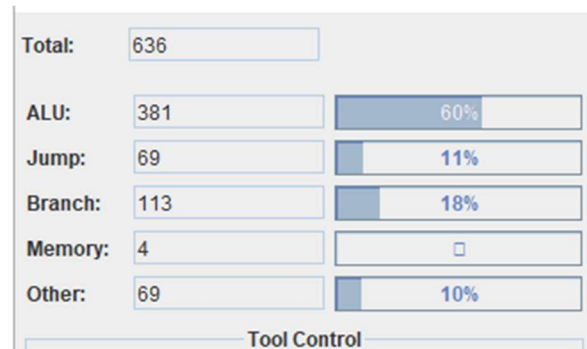 Total: 636
ALU: 381 60%
Jump: 69 11%
Branch: 113 18%
Memory: 4
Other: 69 10%
Tool Control